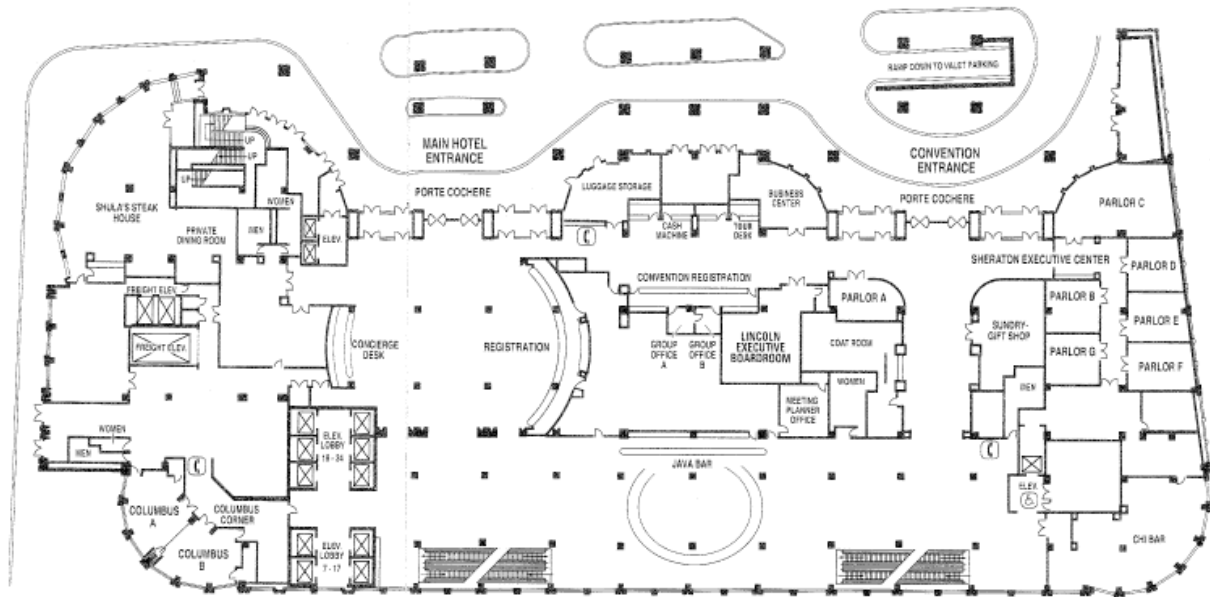 RAMP DOWN TO VALET PARKING
MAIN HOTEL
ENTRANCE
CONVENTION
ENTRANCE
UP
UP
UP
PORTE COCHERE
LUGGAGE STORAGE
BUSINESS
CENTER
PORTE COCHERE
PARLOR C
SHULA'S STEAK
HOUSE
WOMEN
MEN
ELEV.
PRIVATE
DINING ROOM
CASH
MACHINE
TOUR
DESK
SHERATON EXECUTIVE CENTER
PARLOR D
CONVENTION REGISTRATION
FREIGHT ELEV.
PARLOR A
PARLOR B
PARLOR E
SUNDRY-
GIFT SHOP
FREIGHT ELEV.
CONCIERGE
DESK
REGISTRATION
GROUP
OFFICE
A
GROUP
OFFICE
B
LINCOLN
EXECUTIVE
BOARDROOM
COAT ROOM
PARLOR G
PARLOR F
WOMEN
MEN
MEETING
PLANNER
OFFICE
WOMEN
MEN
ELEV.
LOBBY
18 - 34
JAVA BAR
ELEV.
COLUMBUS
A
COLUMBUS
CORNER
COLUMBUS
B
ELEV.
LOBBY
7 - 17
CHI BAR